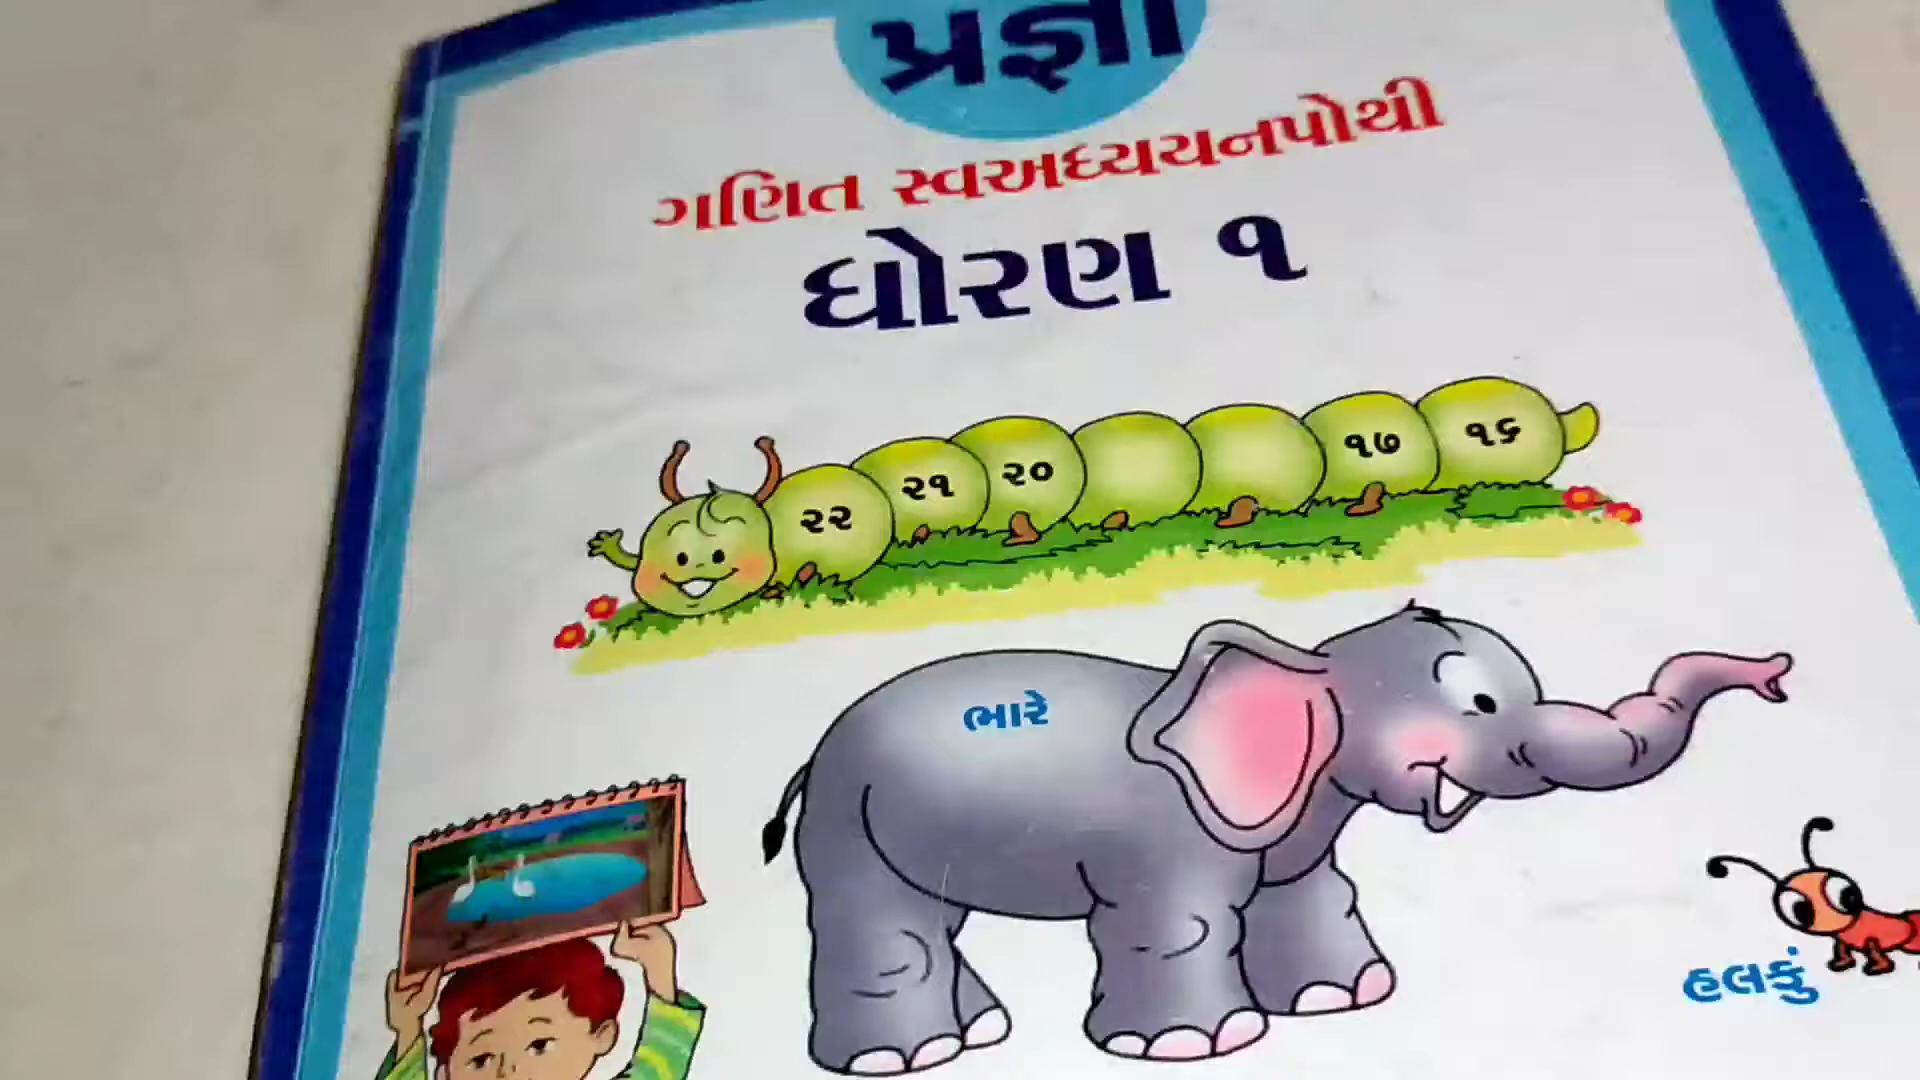 પ્રજ્ઞા
ગણિત સ્વઅધ્યયનપોથી
ધોરણ ૧
૨૨ ૨૧ ૨૦ ૧૭ ૧૬
ભારે
હલકું